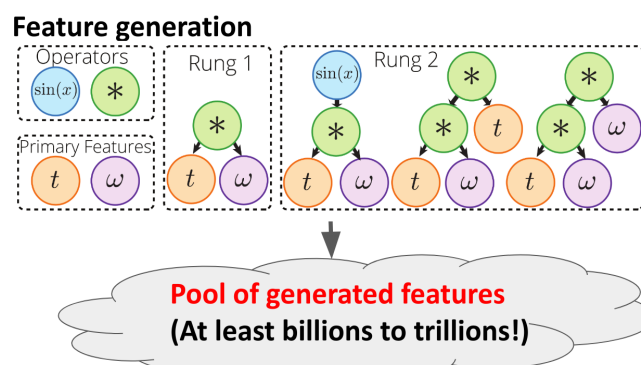 Feature generation
Operators
sin(x) *
Primary Features
t ω
Rung 1
*
t ω
Rung 2
sin(x) * *
* * t * ω
t ω t ω t ω
Pool of generated features
(At least billions to trillions!)